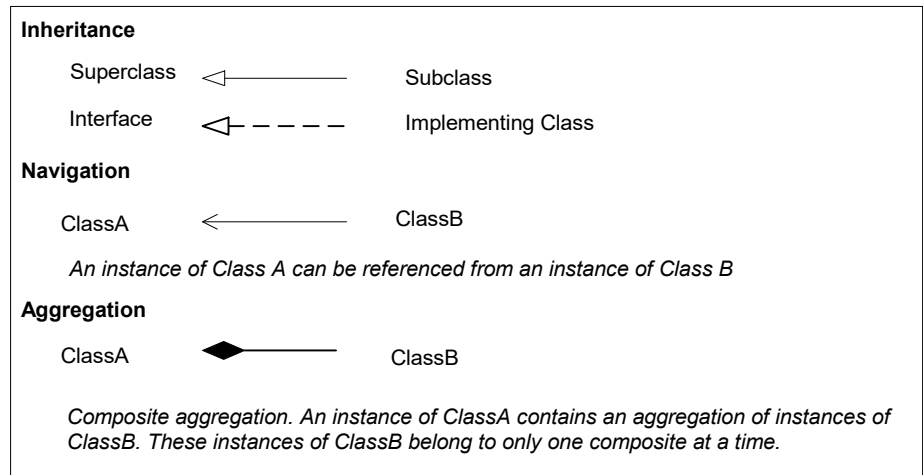 Inheritance
Superclass Subclass
Interface Implementing Class
Navigation
ClassA ClassB
An instance of Class A can be referenced from an instance of Class B
Aggregation
ClassA ClassB
Composite aggregation. An instance of ClassA contains an aggregation of instances of
ClassB. These instances of ClassB belong to only one composite at a time.